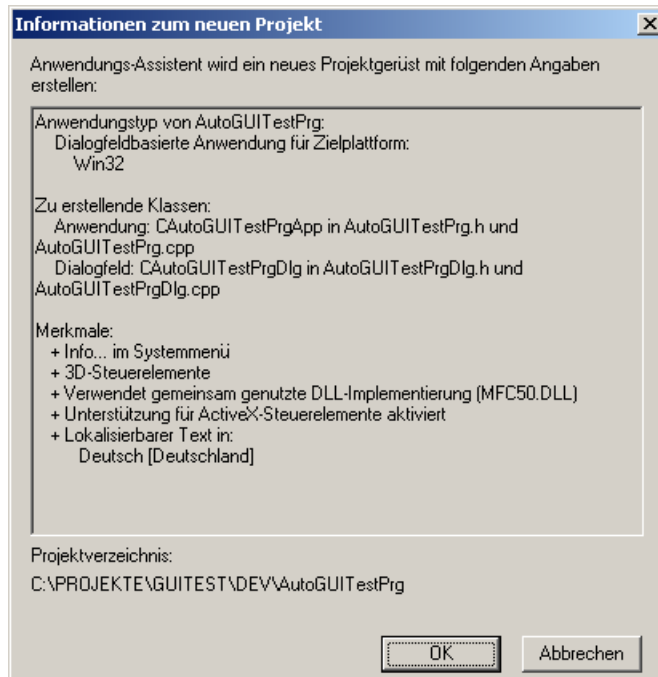 Informationen zum neuen Projekt
Anwendungs-Assistent wird ein neues Projektgerüst mit folgenden Angaben
erstellen:
Anwendungstyp von AutoGUITestPrg:
Dialogfeldbasierte Anwendung für Zielplattform:
Win32
Zu erstellende Klassen:
Anwendung: CAutoGUITestPrgApp in AutoGUITestPrg.h und
AutoGUITestPrg.cpp
Dialogfeld: CAutoGUITestPrgDlg in AutoGUITestPrgDlg.h und
AutoGUITestPrgDlg.cpp
Merkmale:
+ Info... im Systemmenü
+ 3D-Steuerelemente
+ Verwendet gemeinsam genutzte DLL-Implementierung (MFC50.DLL)
+ Unterstützung für ActiveX-Steuerelemente aktiviert
+ Lokalisierbarer Text in:
Deutsch [Deutschland]
Projektverzeichnis:
C:\PROJEKTE\GUITEST\DEV\AutoGUITestPrg
OK Abbrechen